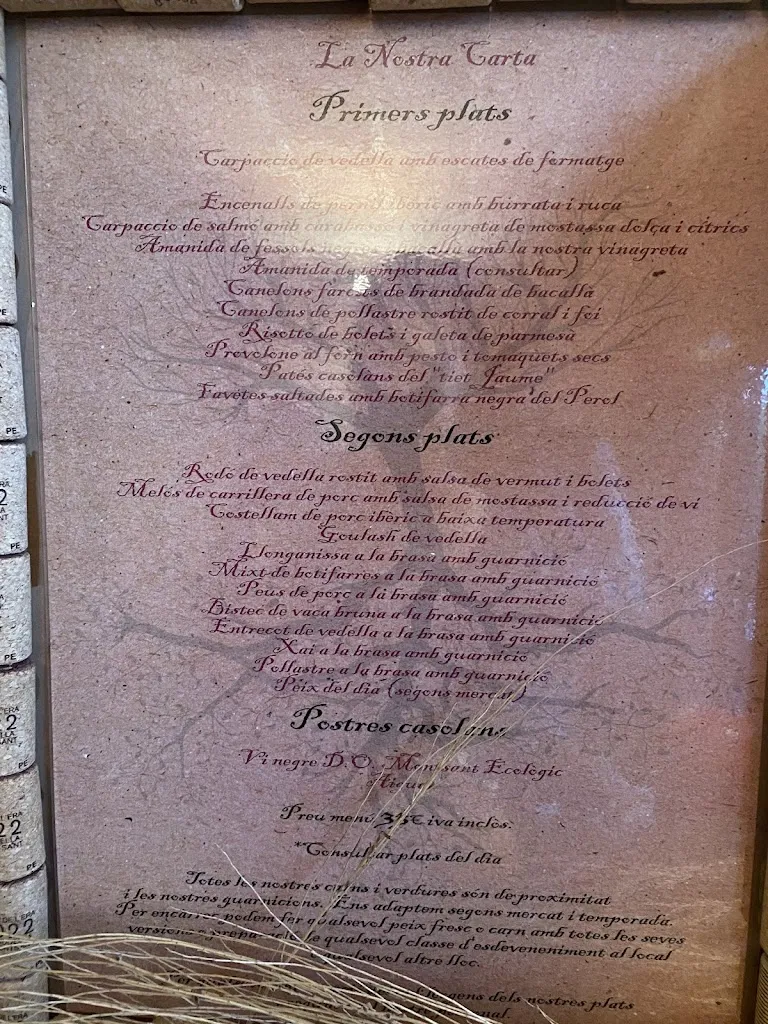 La Nostra Carta
Primers plats
Carpaccio de vedella amb escates de formatge
Encenalls de pernil ibèric amb burrata i ruca
Carpaccio de salmó amb carabassó i vinagreta de mostassa dolça i cítrics
Amanida de fessols negres i bacallà amb la nostra vinagreta
Amanida de temporada (consultar)
Canelons farcits de brandada de bacallà
Canelons de pollastre rostit de corral i foi
Risotto de bolets i galeta de parmesà
Provolone al forn amb pesto i tomaquets secs
Patés casolans del "tiet Jaume"
Favetes saltades amb botifarra negra del Perol
Segons plats
Rodó de vedella rostit amb salsa de vermut i bolets
Melós de carrillera de porc amb salsa de mostassa i reducció de vi
Costellam de porc ibèric a baixa temperatura
Goulash de vedella
Llonganissa a la brasa amb guarnició
Mixt de botifarres a la brasa amb guarnició
Peus de porc a la brasa amb guarnició
Bistec de vaca bruna a la brasa amb guarnició
Entrecot de vedella a la brasa amb guarnició
Xai a la brasa amb guarnició
Pollastre a la brasa amb guarnició
Peix del dia (segons mercat)
Postres casolans
Vi negre D.O. Montsant Ecològic
Aigua
Preu menú 35€ iva inclòs.
*Consultar plats del dia
Totes les nostres carns i verdures són de proximitat
i les nostres guarnicions. Ens adaptem segons mercat i temporada.
Per encàrrec podem fer qualsevol peix fresc o carn amb totes les seves
versions o preparació de qualsevol classe d'esdeveniment al local
qualsevol altre lloc.
dels nostres plats